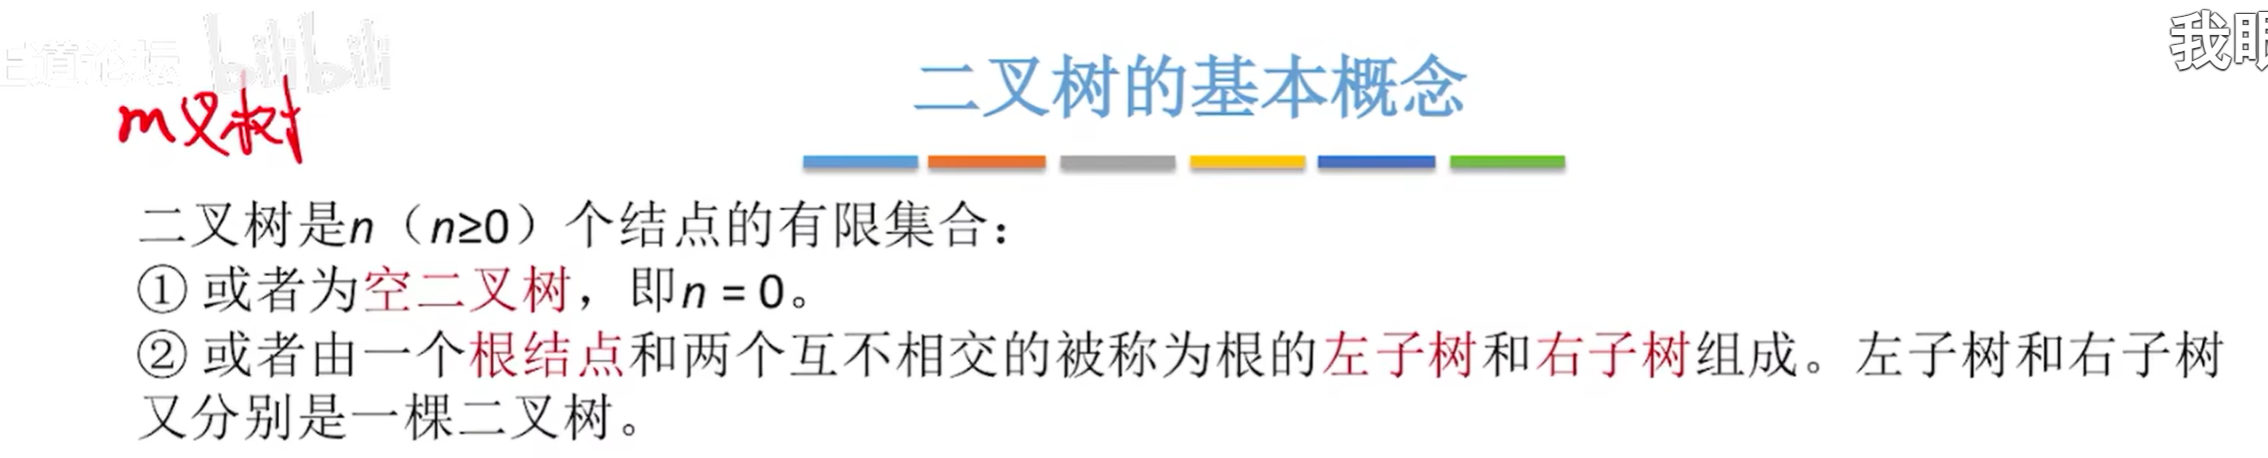 道论坛 bilibili
我眼
m叉树
二叉树的基本概念
二叉树是n（n≥0）个结点的有限集合：
① 或者为空二叉树，即n = 0。
② 或者由一个根结点和两个互不相交的被称为根的左子树和右子树组成。左子树和右子树
又分别是一棵二叉树。